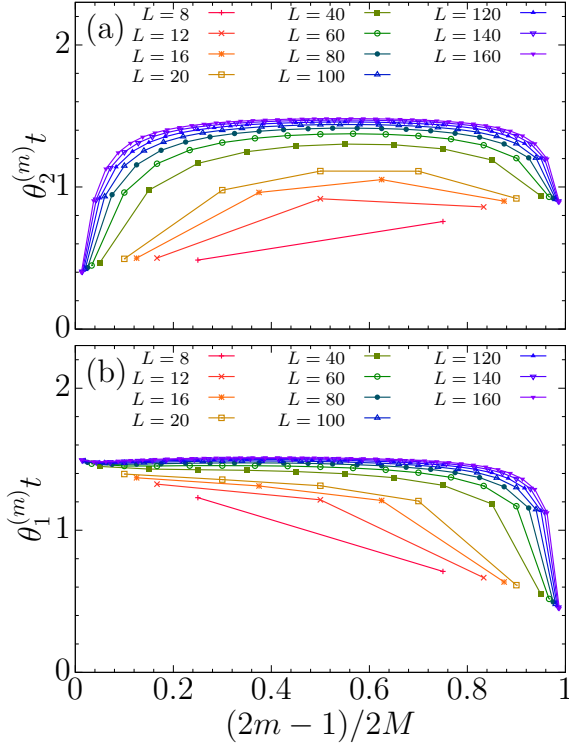 2
1
0
θ₂⁽ᵐ⁾t
(a)
L = 8
L = 12
L = 16
L = 20
L = 40
L = 60
L = 80
L = 100
L = 120
L = 140
L = 160
2
1
0
θ₁⁽ᵐ⁾t
(b)
L = 8
L = 12
L = 16
L = 20
L = 40
L = 60
L = 80
L = 100
L = 120
L = 140
L = 160
0 0.2 0.4 0.6 0.8 1
(2m − 1)/2M